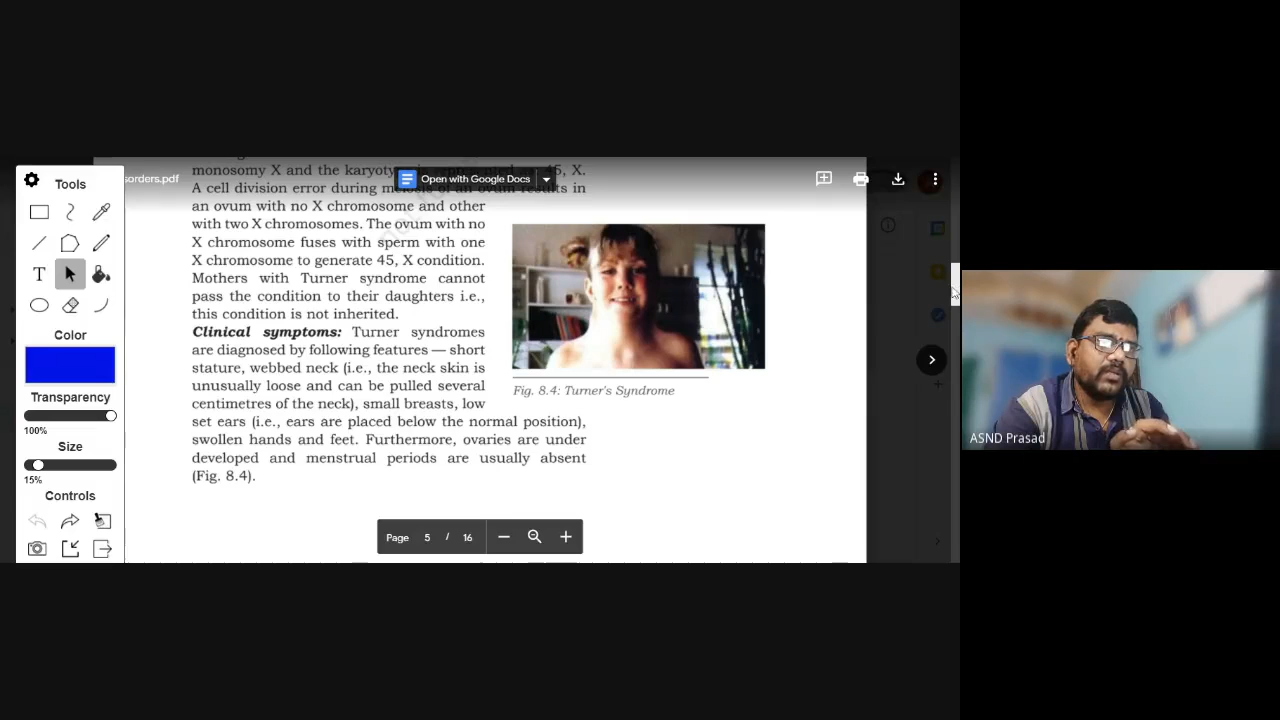 sorders.pdf
Open with Google Docs
Tools
Color
Transparency
100%
Size
15%
Controls
monosomy X and the 45, X.
A cell division error during meiosis of an ovum results in
an ovum with no X chromosome and other
with two X chromosomes. The ovum with no
X chromosome fuses with sperm with one
X chromosome to generate 45, X condition.
Mothers with Turner syndrome cannot
pass the condition to their daughters i.e.,
this condition is not inherited.
Clinical symptoms: Turner syndromes
are diagnosed by following features — short
stature, webbed neck (i.e., the neck skin is
unusually loose and can be pulled several
centimetres of the neck), small breasts, low
set ears (i.e., ears are placed below the normal position),
swollen hands and feet. Furthermore, ovaries are under
developed and menstrual periods are usually absent
(Fig. 8.4).
Fig. 8.4: Turner's Syndrome
Page 5 / 16
ASND Prasad